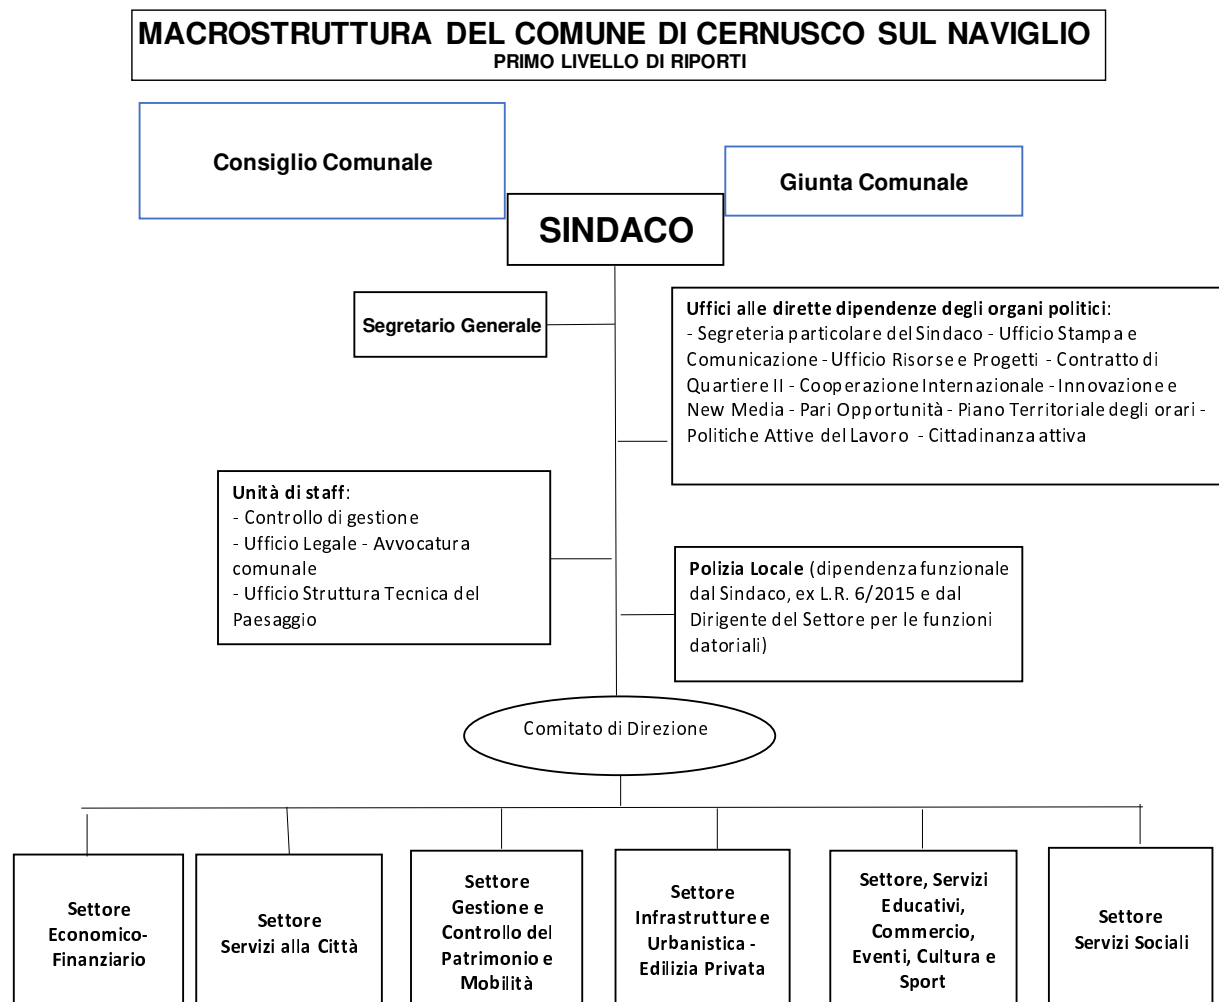 MACROSTRUTTURA DEL COMUNE DI CERNUSCO SUL NAVIGLIO
PRIMO LIVELLO DI RIPORTI
Consiglio Comunale
Giunta Comunale
SINDACO
Segretario Generale
Uffici alle dirette dipendenze degli organi politici:
- Segreteria particolare del Sindaco - Ufficio Stampa e
Comunicazione - Ufficio Risorse e Progetti - Contratto di
Quartiere II - Cooperazione Internazionale - Innovazione e
New Media - Pari Opportunità - Piano Territoriale degli orari -
Politiche Attive del Lavoro - Cittadinanza attiva
Unità di staff:
- Controllo di gestione
- Ufficio Legale - Avvocatura
comunale
- Ufficio Struttura Tecnica del
Paesaggio
Polizia Locale (dipendenza funzionale
dal Sindaco, ex L.R. 6/2015 e dal
Dirigente del Settore per le funzioni
datoriali)
Comitato di Direzione
Settore
Economico-
Finanziario
Settore
Servizi alla Città
Settore
Gestione e
Controllo del
Patrimonio e
Mobilità
Settore
Infrastrutture e
Urbanistica -
Edilizia Privata
Settore, Servizi
Educativi,
Commercio,
Eventi, Cultura e
Sport
Settore
Servizi Sociali